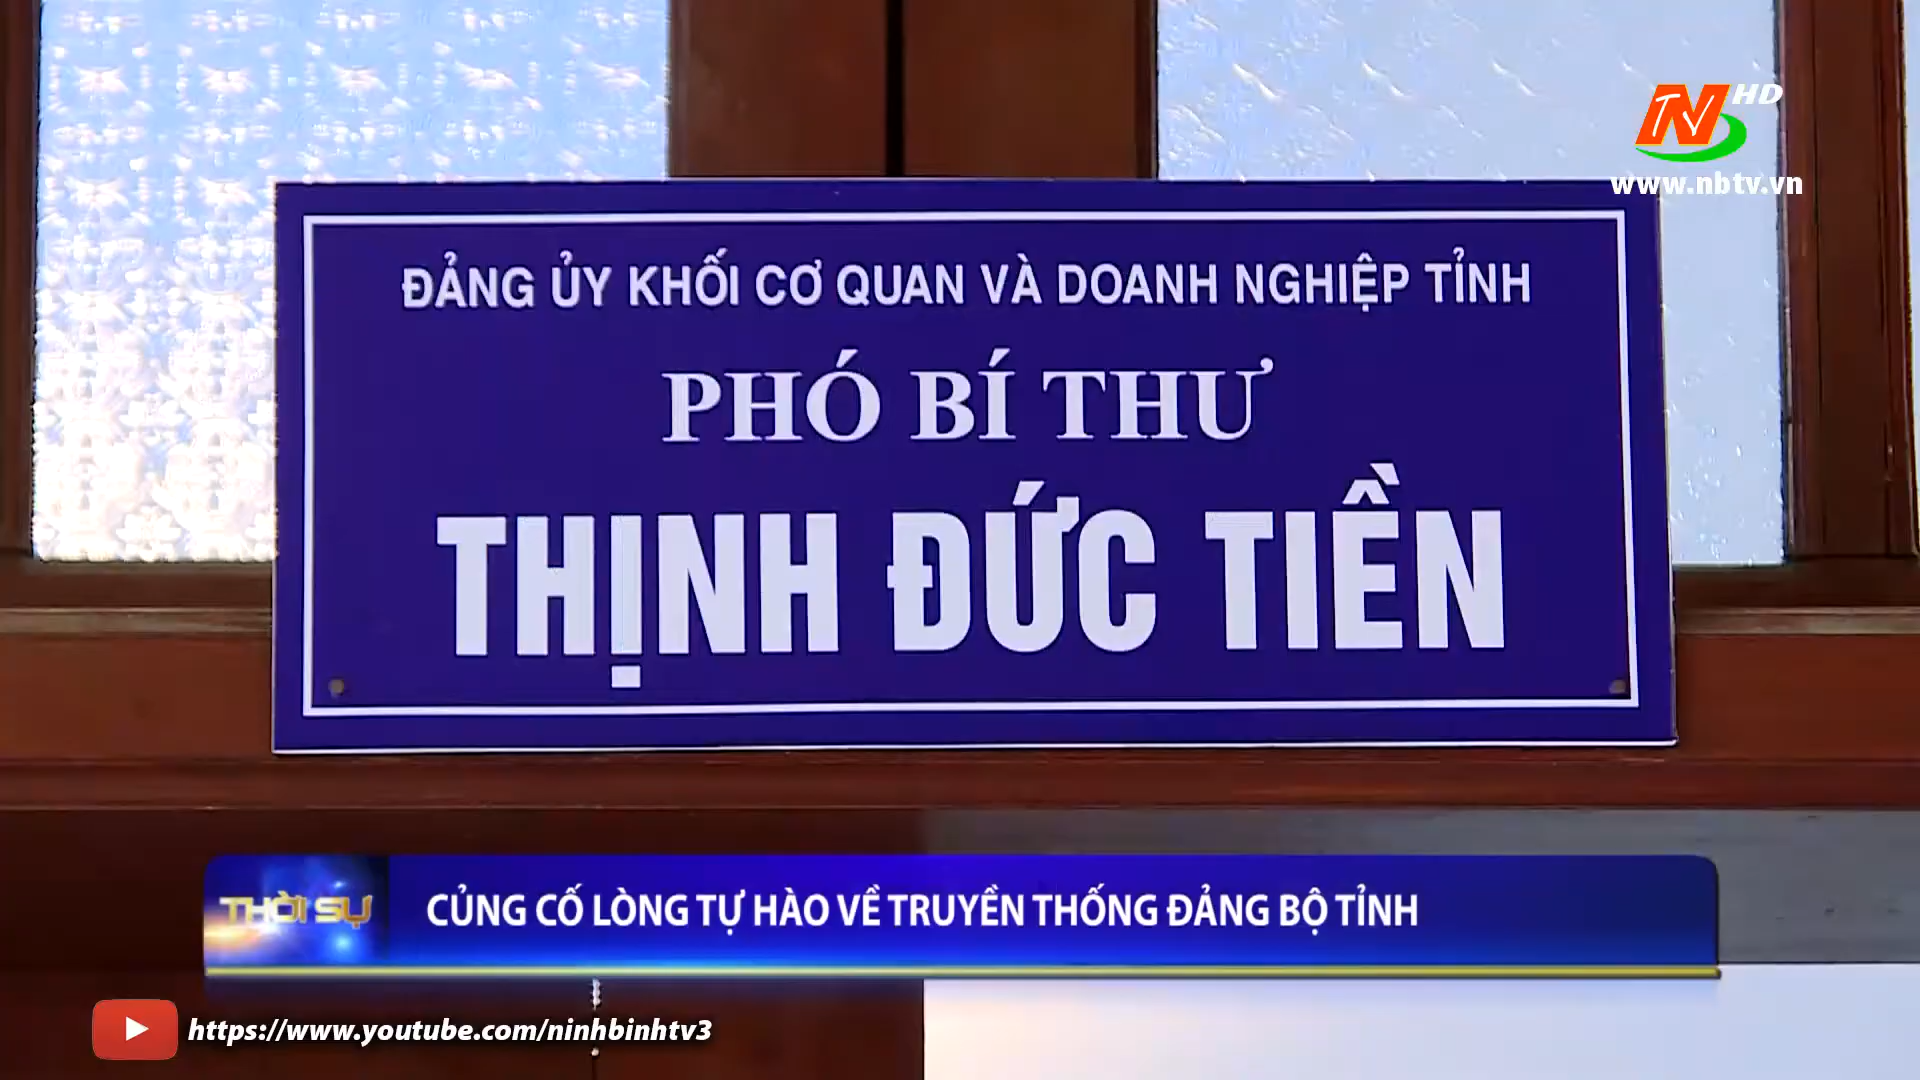 NTV HD
www.nbtv.vn
ĐẢNG ỦY KHỐI CƠ QUAN VÀ DOANH NGHIỆP TỈNH
PHÓ BÍ THƯ
THỊNH ĐỨC TIỀN
THỜI SỰ
CỦNG CỐ LÒNG TỰ HÀO VỀ TRUYỀN THỐNG ĐẢNG BỘ TỈNH
https://www.youtube.com/ninhbinhtv3